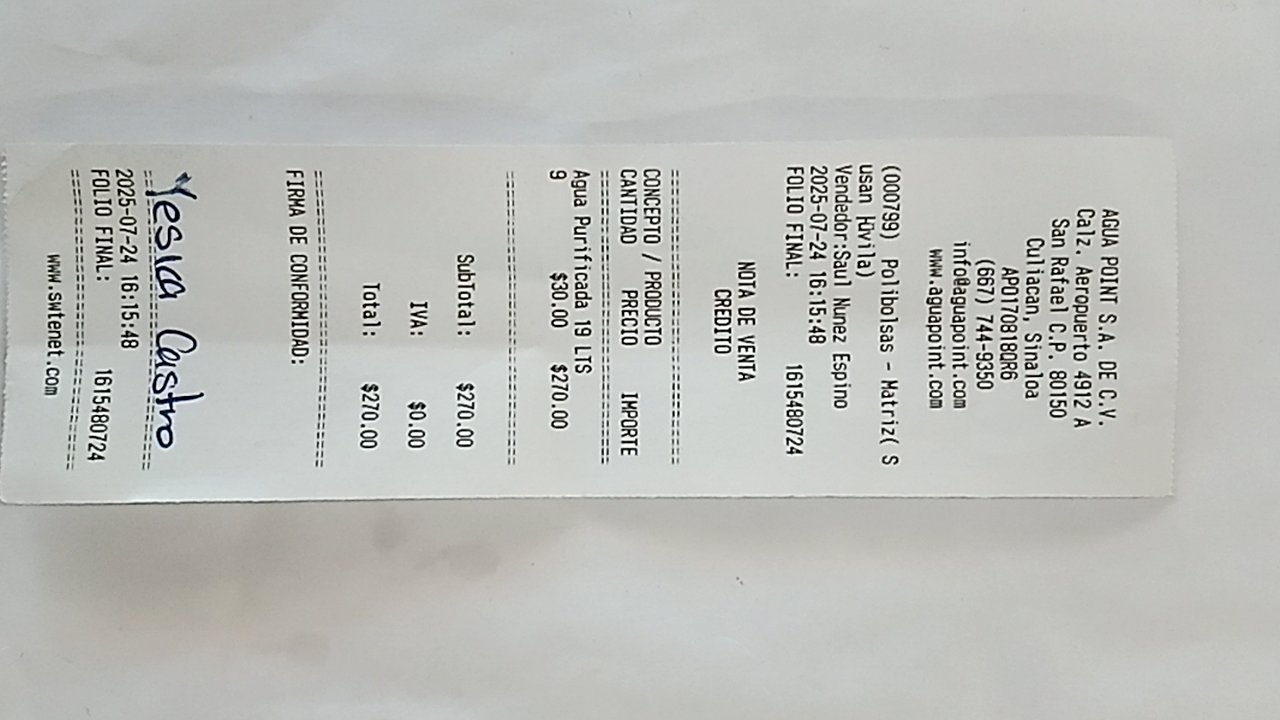 AGUA POINT S.A. DE C.V.
Calz. Aeropuerto 4912 A
San Rafael C.P. 80150
Culiacan, Sinaloa
APO170818QR6
(667) 744-9350
info@aguapoint.com
www.aguapoint.com
(000799) Polibolsas - Matriz( S
usan
Vendedor:Saul Nunez Espino
2025-07-24 16:15:48
FOLIO FINAL: 1615480724
NOTA DE VENTA
CREDITO
================================
CONCEPTO / PRODUCTO
CANTIDAD PRECIO IMPORTE
================================
Agua Purificada 19 LTS
9 $30.00 $270.00
--------------------------------
SubTotal: $270.00
IVA: $0.00
Total: $270.00
================================
FIRMA DE CONFORMIDAD:
Yesica Castro
================================
2025-07-24 16:15:48
FOLIO FINAL: 1615480724
================================
www.swtenet.com